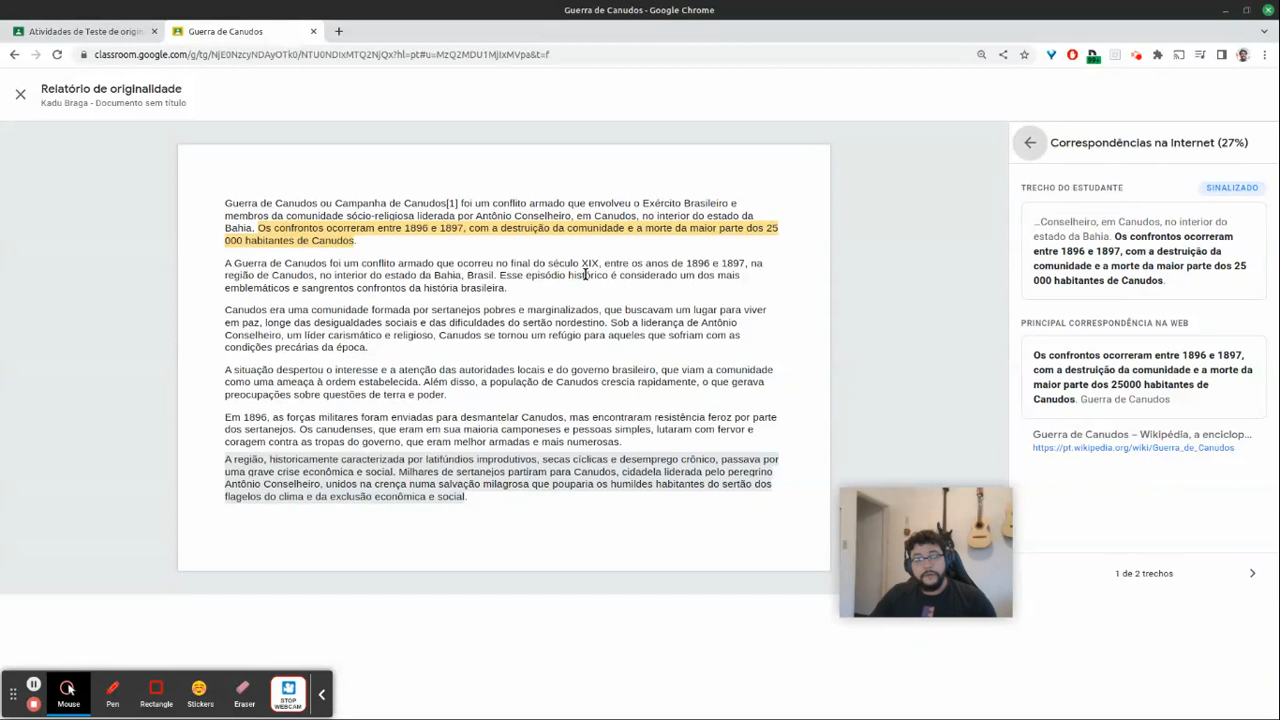 Guerra de Canudos - Google Chrome
Atividades de Teste de origin
Guerra de Canudos
classroom.google.com/g/tg/NjE0NzcyNDAyOTk0/NTU0NDIxMTQ2NjQx?hl=pt#u=MzQ2MDU1MjIxMVpa&t=f
99+
Relatório de originalidade
Kadu Braga - Documento sem título
Guerra de Canudos ou Campanha de Canudos[1] foi um conflito armado que envolveu o Exército Brasileiro e
membros da comunidade sócio-religiosa liderada por Antônio Conselheiro, em Canudos, no interior do estado da
Bahia. Os confrontos ocorreram entre 1896 e 1897, com a destruição da comunidade e a morte da maior parte dos 25
000 habitantes de Canudos.
A Guerra de Canudos foi um conflito armado que ocorreu no final do século XIX, entre os anos de 1896 e 1897, na
região de Canudos, no interior do estado da Bahia, Brasil. Esse episódio histórico é considerado um dos mais
emblemáticos e sangrentos confrontos da história brasileira.
Canudos era uma comunidade formada por sertanejos pobres e marginalizados, que buscavam um lugar para viver
em paz, longe das desigualdades sociais e das dificuldades do sertão nordestino. Sob a liderança de Antônio
Conselheiro, um líder carismático e religioso, Canudos se tornou um refúgio para aqueles que sofriam com as
condições precárias da época.
A situação despertou o interesse e a atenção das autoridades locais e do governo brasileiro, que viam a comunidade
como uma ameaça à ordem estabelecida. Além disso, a população de Canudos crescia rapidamente, o que gerava
preocupações sobre questões de terra e poder.
Em 1896, as forças militares foram enviadas para desmantelar Canudos, mas encontraram resistência feroz por parte
dos sertanejos. Os canudenses, que eram em sua maioria camponeses e pessoas simples, lutaram com fervor e
coragem contra as tropas do governo, que eram melhor armadas e mais numerosas.
A região, historicamente caracterizada por latifúndios improdutivos, secas cíclicas e desemprego crônico, passava por
uma grave crise econômica e social. Milhares de sertanejos partiram para Canudos, cidadela liderada pelo peregrino
Antônio Conselheiro, unidos na crença numa salvação milagrosa que pouparia os humildes habitantes do sertão dos
flagelos do clima e da exclusão econômica e social.
Correspondências na Internet (27%)
TRECHO DO ESTUDANTE
SINALIZADO
...Conselheiro, em Canudos, no interior do
estado da Bahia. Os confrontos ocorreram
entre 1896 e 1897, com a destruição da
comunidade e a morte da maior parte dos 25
000 habitantes de Canudos.
PRINCIPAL CORRESPONDÊNCIA NA WEB
Os confrontos ocorreram entre 1896 e 1897,
com a destruição da comunidade e a morte da
maior parte dos 25000 habitantes de
Canudos. Guerra de Canudos
Guerra de Canudos – Wikipédia, a enciclop...
https://pt.wikipedia.org/wiki/Guerra_de_Canudos
1 de 2 trechos
Mouse
Pen
Rectangle
Stickers
Eraser
STOP
WEBCAM